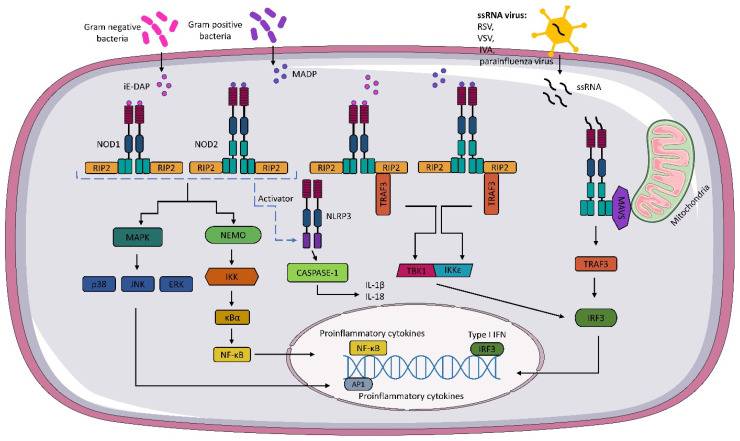 Gram negative
bacteria
Gram positive
bacteria
ssRNA virus:
RSV,
VSV,
IVA,
parainfluenza virus
iE-DAP
MADP
ssRNA
NOD1
NOD2
RIP2
RIP2
RIP2
RIP2
RIP2
RIP2
RIP2
RIP2
TRAF3
TRAF3
Activator
NLRP3
MAVS
Mitochondria
MAPK
NEMO
CASPASE-1
TBK1
IKKε
TRAF3
p38
JNK
ERK
IKK
IL-1β
IL-18
κBα
IRF3
NF-κB
Proinflammatory cytokines
Type I IFN
NF-κB
IRF3
AP1
Proinflammatory cytokines